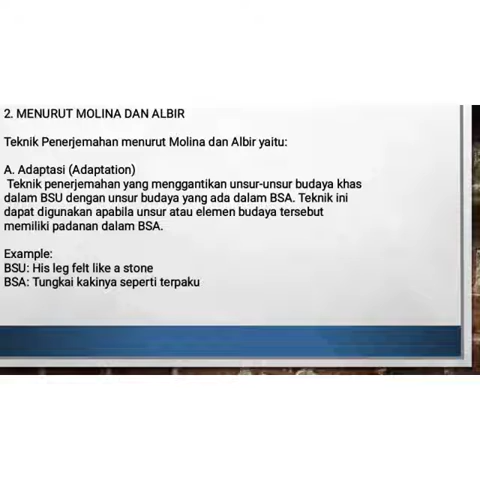 2. MENURUT MOLINA DAN ALBIR
Teknik Penerjemahan menurut Molina dan Albir yaitu:
A. Adaptasi (Adaptation)
Teknik penerjemahan yang menggantikan unsur-unsur budaya khas
dalam BSU dengan unsur budaya yang ada dalam BSA. Teknik ini
dapat digunakan apabila unsur atau elemen budaya tersebut
memiliki padanan dalam BSA.
Example:
BSU: His leg felt like a stone
BSA: Tungkai kakinya seperti terpaku